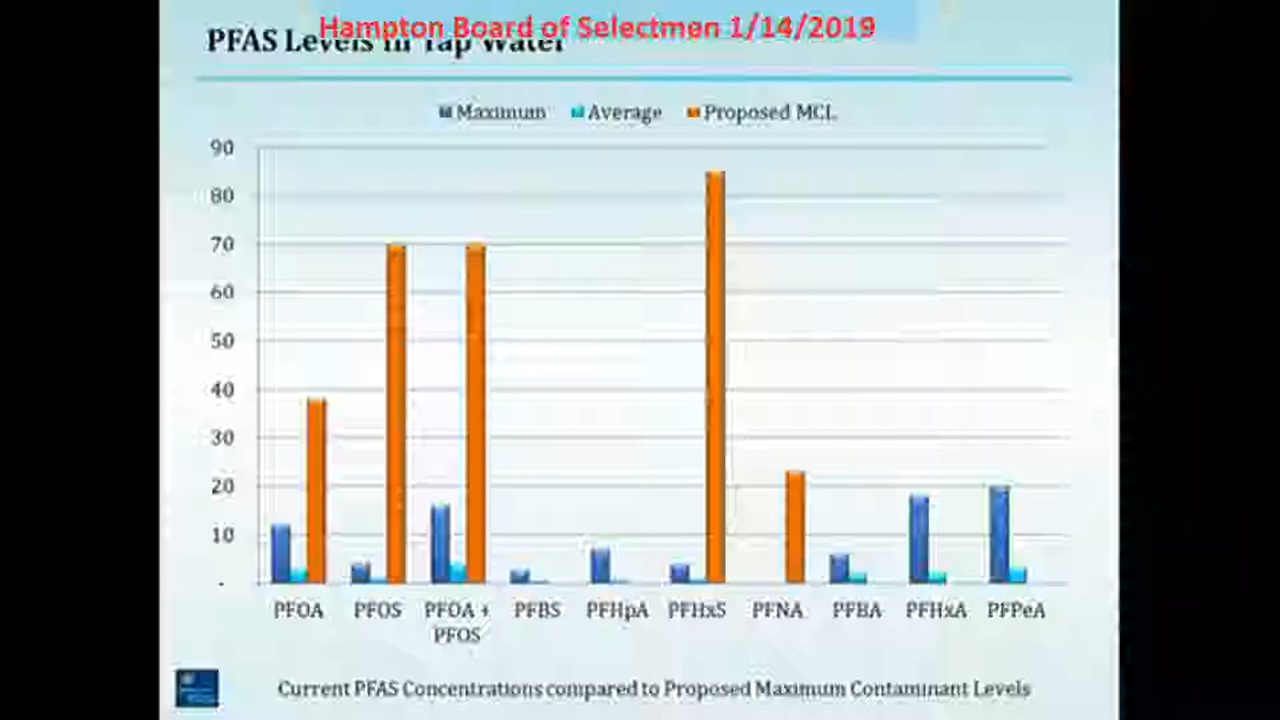 Hampton Board of Selectmen 1/14/2019
PFAS Levels in Tap Water
Maximum Average Proposed MCL
90
80
70
60
50
40
30
20
10
-
PFOA PFOS PFOA + PFBS PFHpA PFHxS PFNA PFBA PFHxA PFPeA
PFOS
Current PFAS Concentrations compared to Proposed Maximum Contaminant Levels